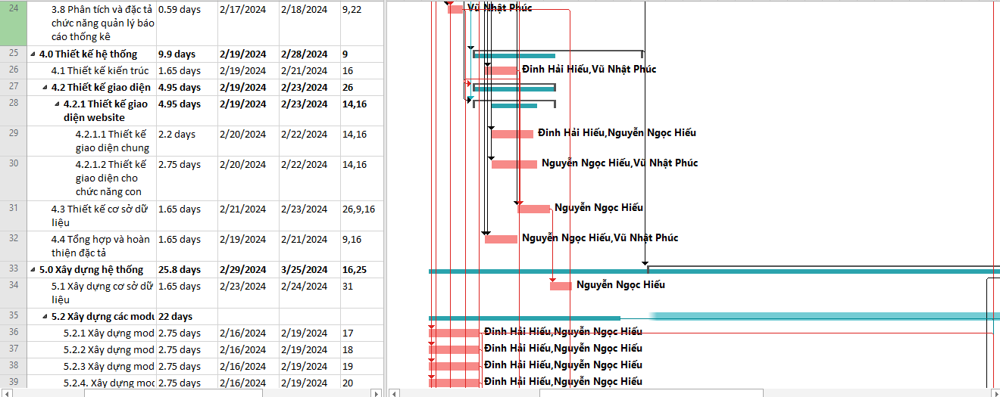 24 3.8 Phân tích và đặc tả 0.59 days 2/17/2024 2/18/2024 9,22 Vũ Nhật Phúc
chức năng quản lý báo
cáo thống kê
25 4.0 Thiết kế hệ thống 9.9 days 2/19/2024 2/28/2024 9
26 4.1 Thiết kế kiến trúc 1.65 days 2/19/2024 2/21/2024 16 Đinh Hải Hiếu,Vũ Nhật Phúc
27 4.2 Thiết kế giao diện 4.95 days 2/19/2024 2/23/2024 26
28 4.2.1 Thiết kế giao 4.95 days 2/19/2024 2/23/2024 14,16
diện website
29 4.2.1.1 Thiết kế 2.2 days 2/20/2024 2/22/2024 14,16 Đinh Hải Hiếu,Nguyễn Ngọc Hiếu
giao diện chung
30 4.2.1.2 Thiết kế 2.75 days 2/20/2024 2/22/2024 14,16 Nguyễn Ngọc Hiếu,Vũ Nhật Phúc
giao diện cho
chức năng con
31 4.3 Thiết kế cơ sở dữ 1.65 days 2/21/2024 2/23/2024 26,9,16 Nguyễn Ngọc Hiếu
liệu
32 4.4 Tổng hợp và hoàn 1.65 days 2/19/2024 2/21/2024 9,16 Nguyễn Ngọc Hiếu,Vũ Nhật Phúc
thiện đặc tả
33 5.0 Xây dựng hệ thống 25.8 days 2/29/2024 3/25/2024 16,25
34 5.1 Xây dựng cơ sở dữ 1.65 days 2/23/2024 2/24/2024 31 Nguyễn Ngọc Hiếu
liệu
35 5.2 Xây dựng các modu 22 days
36 5.2.1 Xây dựng mod 2.75 days 2/16/2024 2/19/2024 17 Đinh Hải Hiếu,Nguyễn Ngọc Hiếu
37 5.2.2 Xây dựng mod 2.75 days 2/16/2024 2/19/2024 18 Đinh Hải Hiếu,Nguyễn Ngọc Hiếu
38 5.2.3 Xây dựng mod 2.75 days 2/16/2024 2/19/2024 19 Đinh Hải Hiếu,Nguyễn Ngọc Hiếu
39 5.2.4. Xây dựng mod 2.75 days 2/16/2024 2/19/2024 20 Đinh Hải Hiếu,Nguyễn Ngọc Hiếu